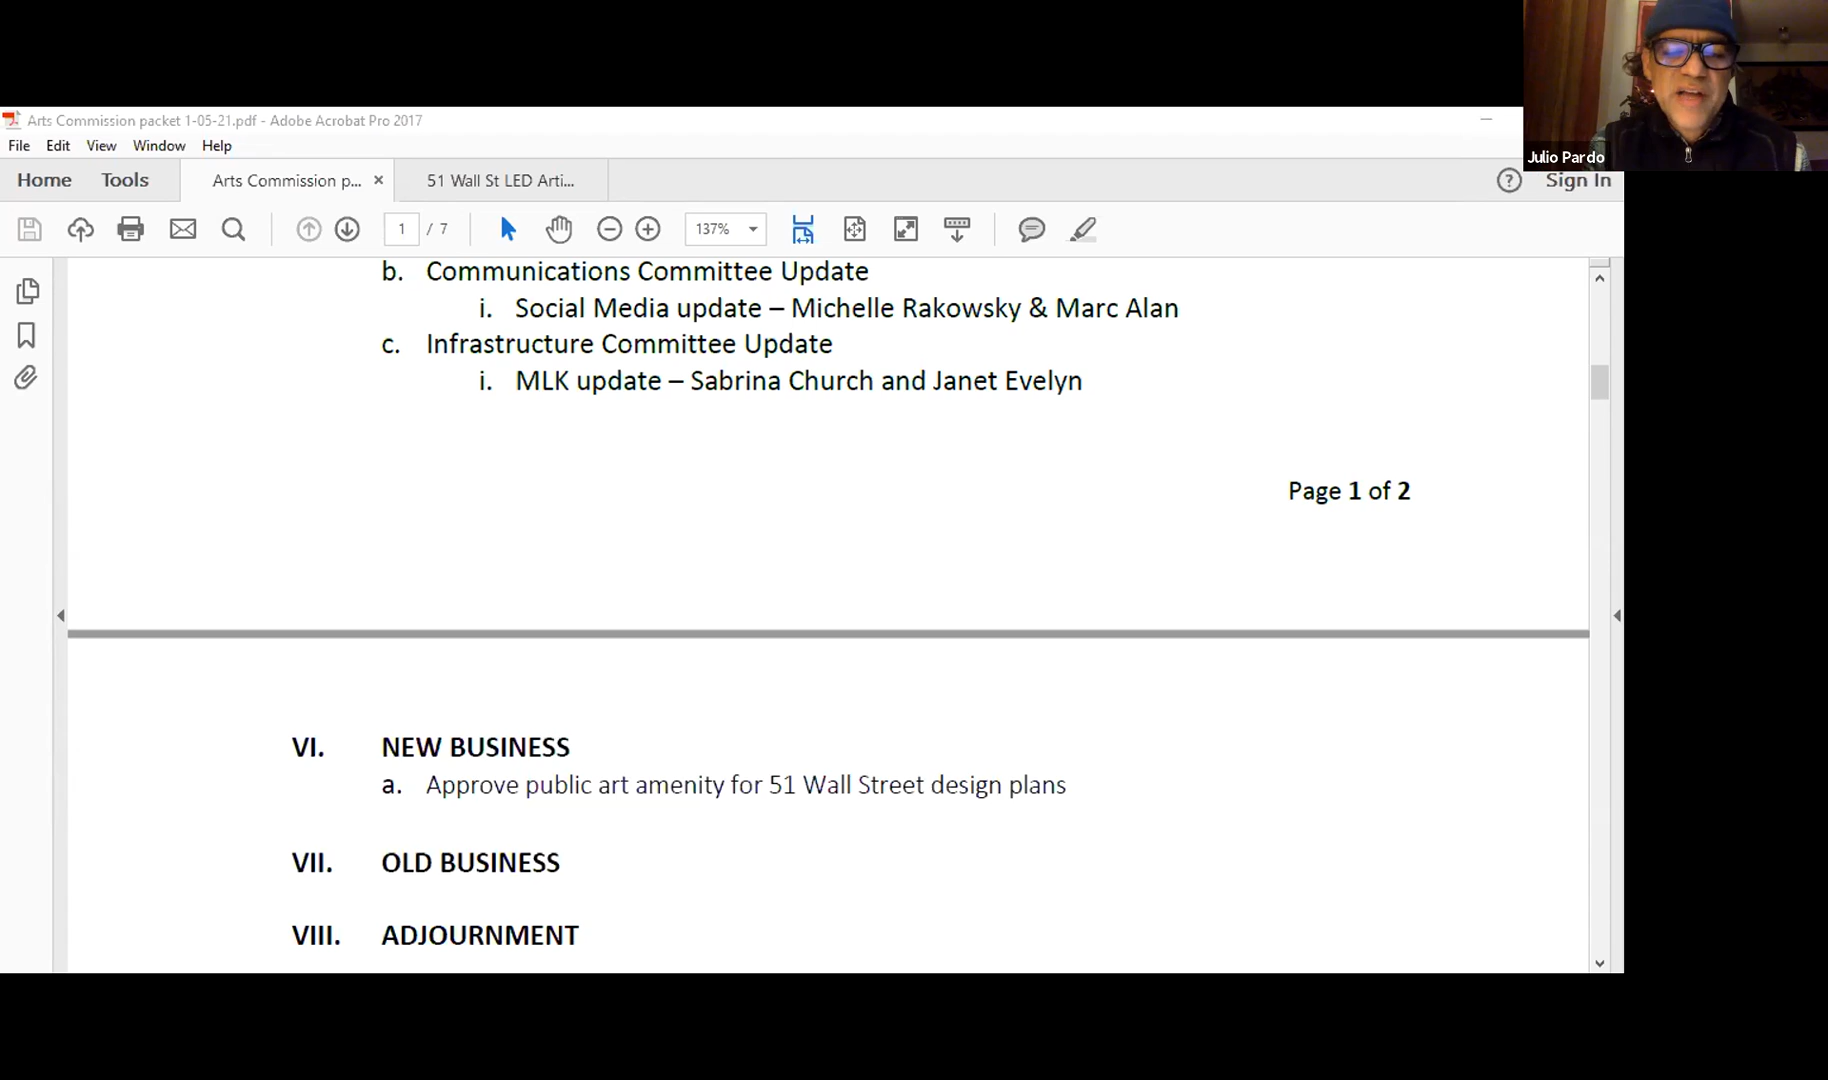 Julio Pardo
Arts Commission packet 1-05-21.pdf - Adobe Acrobat Pro 2017
File Edit View Window Help
Home Tools Arts Commission p... × 51 Wall St LED Arti... ? Sign In
1 / 7 137%
b. Communications Committee Update
i. Social Media update – Michelle Rakowsky & Marc Alan
c. Infrastructure Committee Update
i. MLK update – Sabrina Church and Janet Evelyn
Page 1 of 2
VI. NEW BUSINESS
a. Approve public art amenity for 51 Wall Street design plans
VII. OLD BUSINESS
VIII. ADJOURNMENT